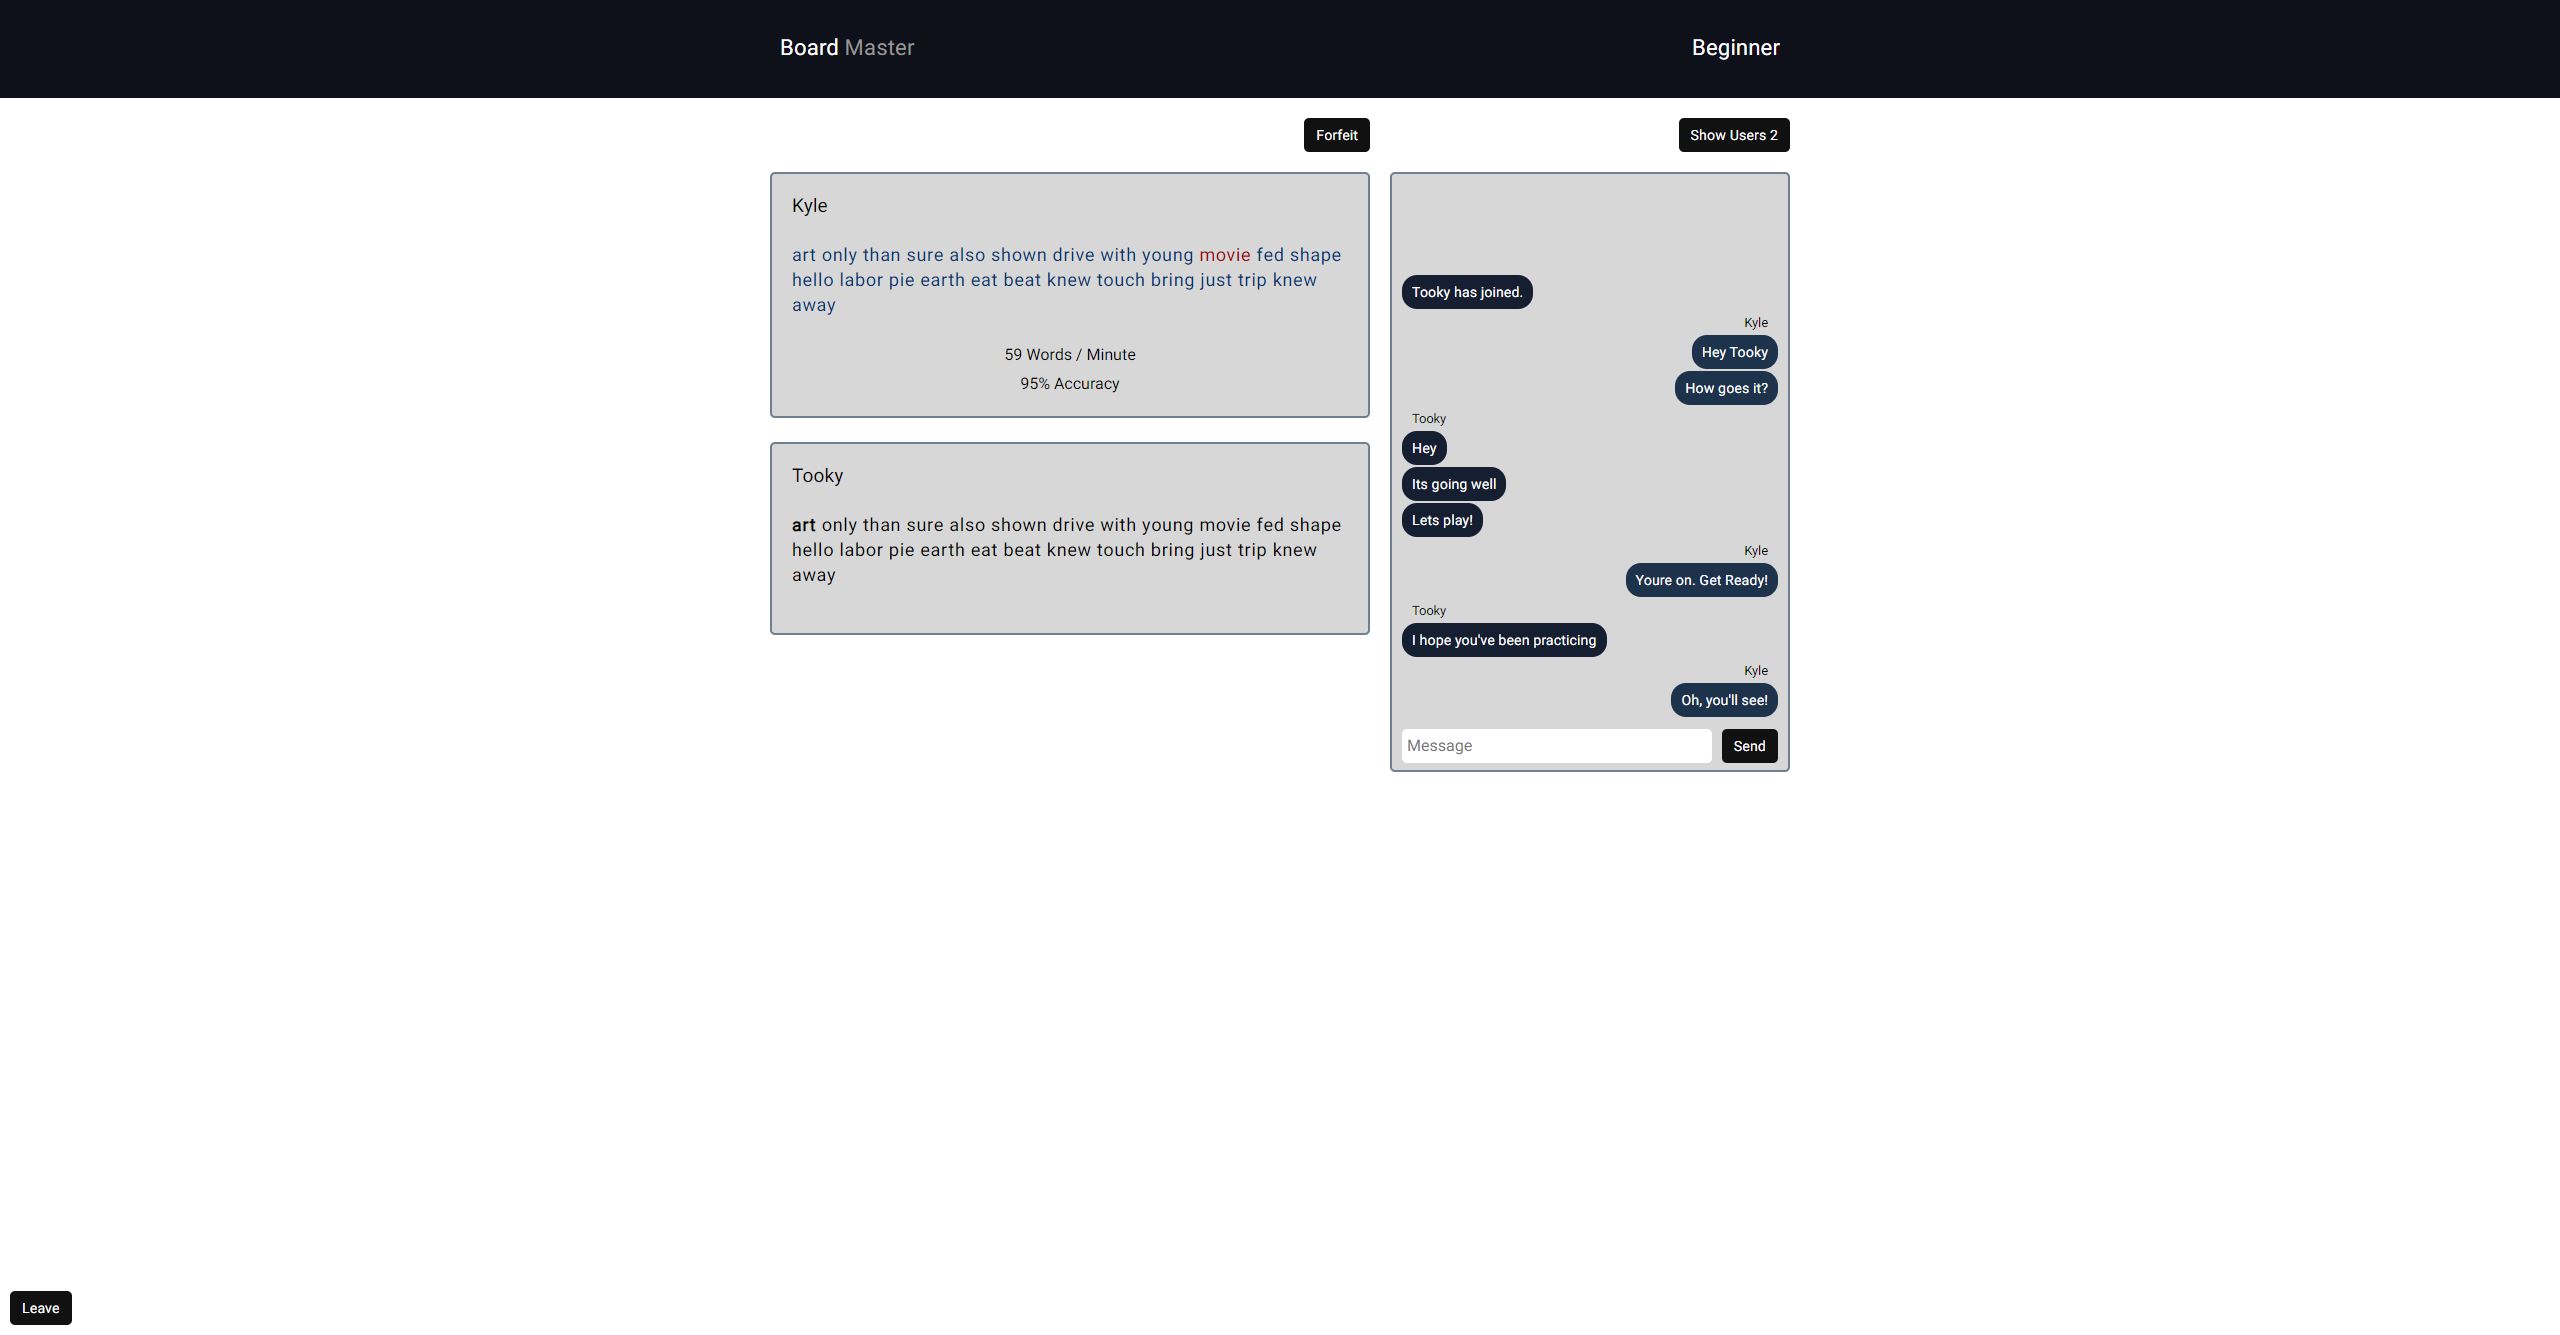 Board Master
Beginner
Forfeit
Show Users 2
Kyle
art only than sure also shown drive with young movie fed shape
hello labor pie earth eat beat knew touch bring just trip knew
away
59 Words / Minute
95% Accuracy
Tooky
art only than sure also shown drive with young movie fed shape
hello labor pie earth eat beat knew touch bring just trip knew
away
Tooky has joined.
Kyle
Hey Tooky
How goes it?
Tooky
Hey
Its going well
Lets play!
Kyle
Youre on. Get Ready!
Tooky
I hope you've been practicing
Kyle
Oh, you'll see!
Message
Send
Leave